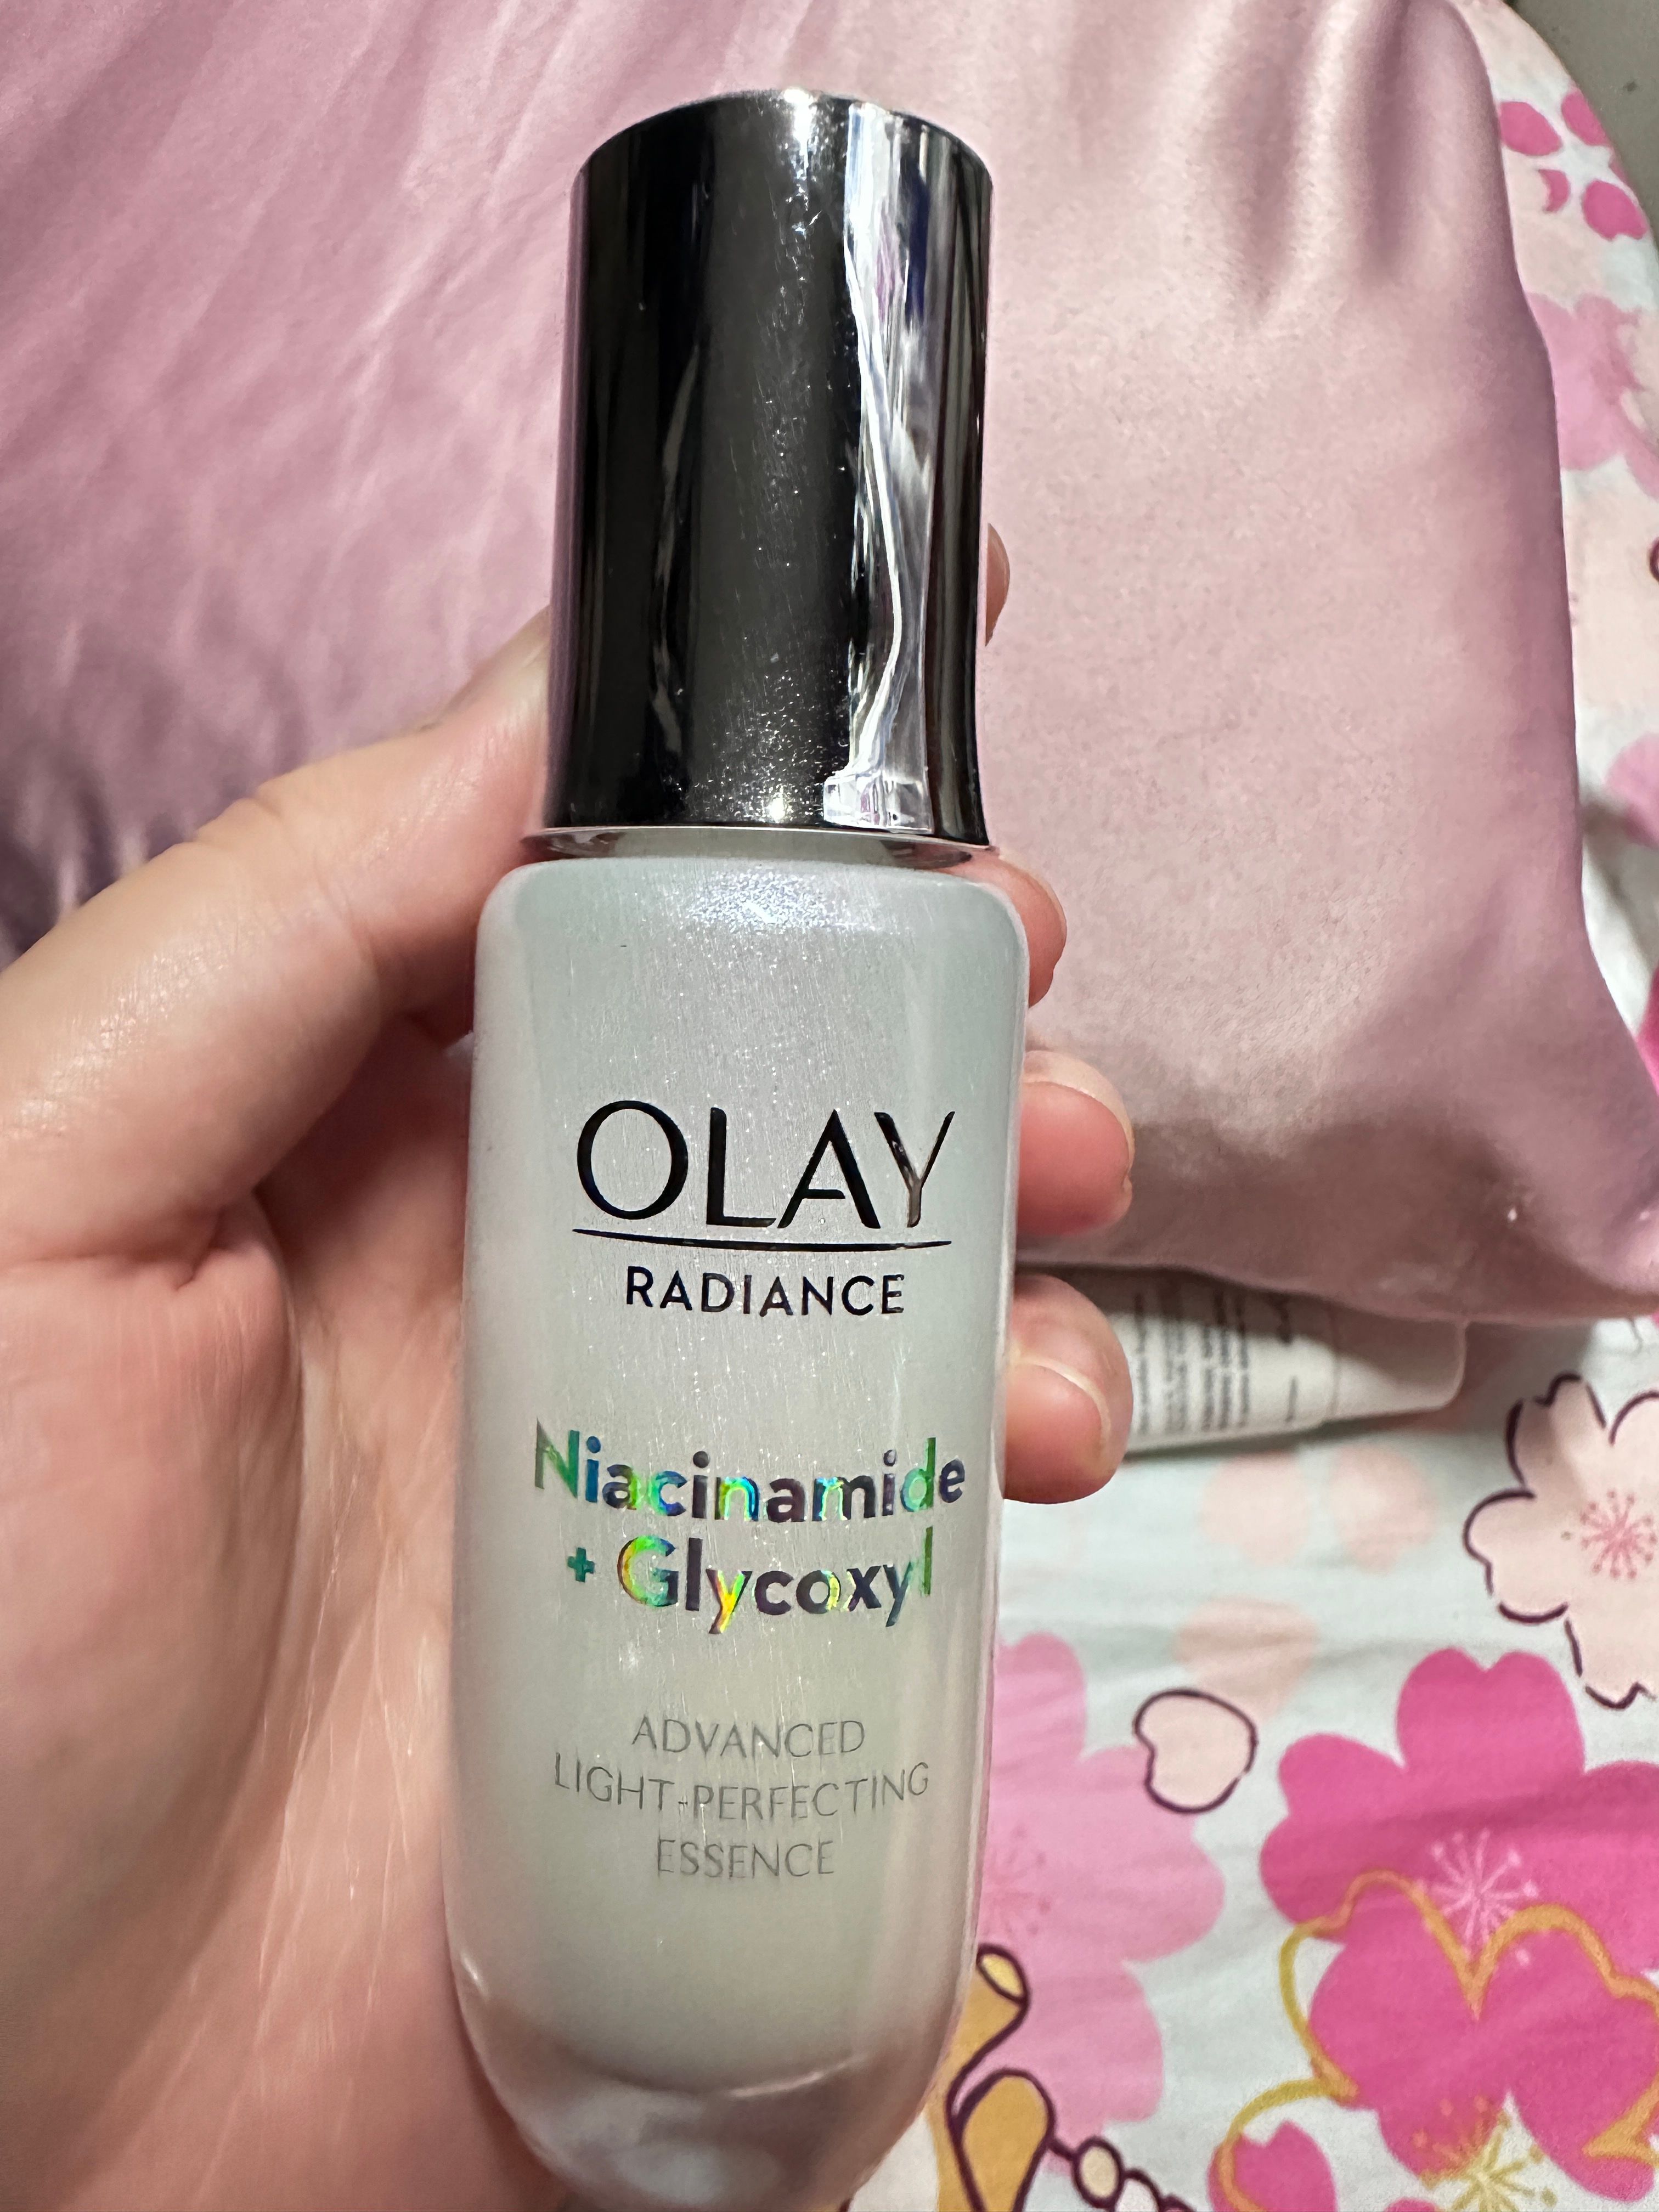 OLAY
RADIANCE
Niacinamide
+ Glycoxyl
ADVANCED
LIGHT-PERFECTING
ESSENCE